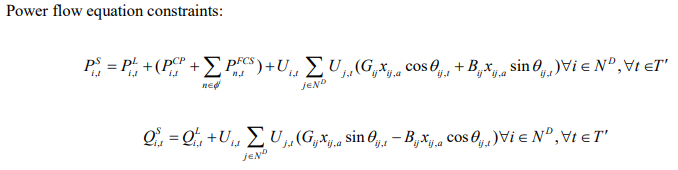 Power flow equation constraints:
P^S_{i,t} = P^L_{i,t} + (P^{CP}_{i,t} + ∑_{n∈ϕ^i} P^{FCS}_{n,t}) + U_{i,t} ∑_{j∈N^D} U_{j,t} (G_{ij} x_{ij,a} cos θ_{ij,t} + B_{ij} x_{ij,a} sin θ_{ij,t}) ∀i ∈ N^D, ∀t ∈ T'
Q^S_{i,t} = Q^L_{i,t} + U_{i,t} ∑_{j∈N^D} U_{j,t} (G_{ij} x_{ij,a} sin θ_{ij,t} − B_{ij} x_{ij,a} cos θ_{ij,t}) ∀i ∈ N^D, ∀t ∈ T'